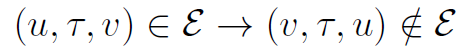 (u, τ, v) ∈ ℰ → (v, τ, u) ∉ ℰ